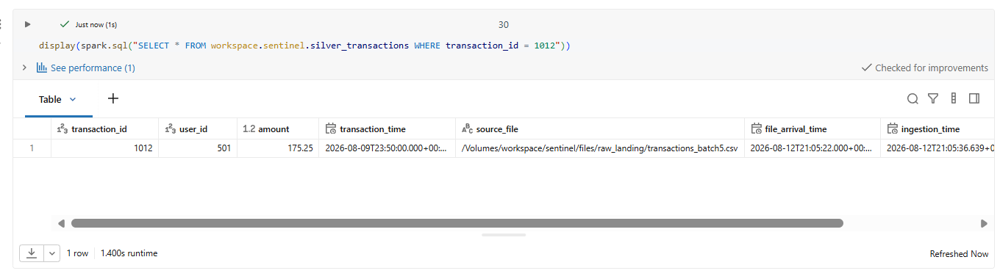 Just now (1s)
30
display(spark.sql("SELECT * FROM workspace.sentinel.silver_transactions WHERE transaction_id = 1012"))
See performance (1)
Checked for improvements
Table
transaction_id
user_id
1.2 amount
transaction_time
source_file
file_arrival_time
ingestion_time
1
1012
501
175.25
2026-08-09T23:50:00.000+00:...
/Volumes/workspace/sentinel/files/raw_landing/transactions_batch5.csv
2026-08-12T21:05:22.000+00:...
2026-08-12T21:05:36.639+0
1 row
1.400s runtime
Refreshed Now